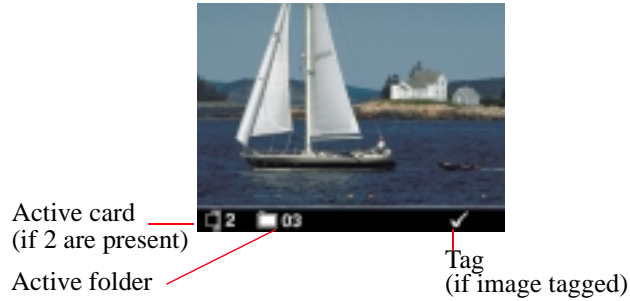 2 03
Active card
(if 2 are present)
Active folder
Tag
(if image tagged)